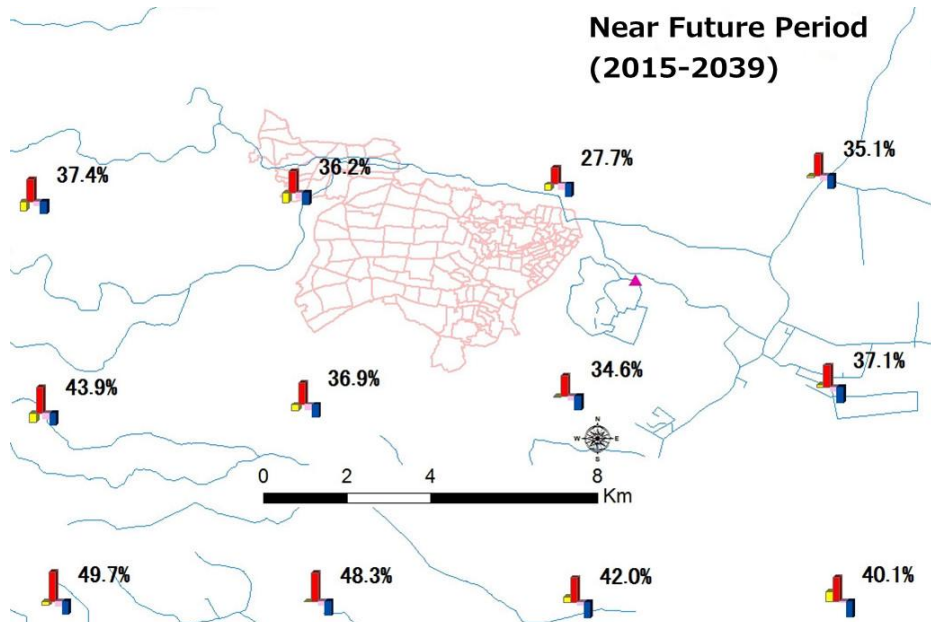 Near Future Period
(2015-2039)
37.4%
36.2%
27.7%
35.1%
43.9%
36.9%
34.6%
37.1%
N
W E
S
0 2 4 8
Km
49.7%
48.3%
42.0%
40.1%